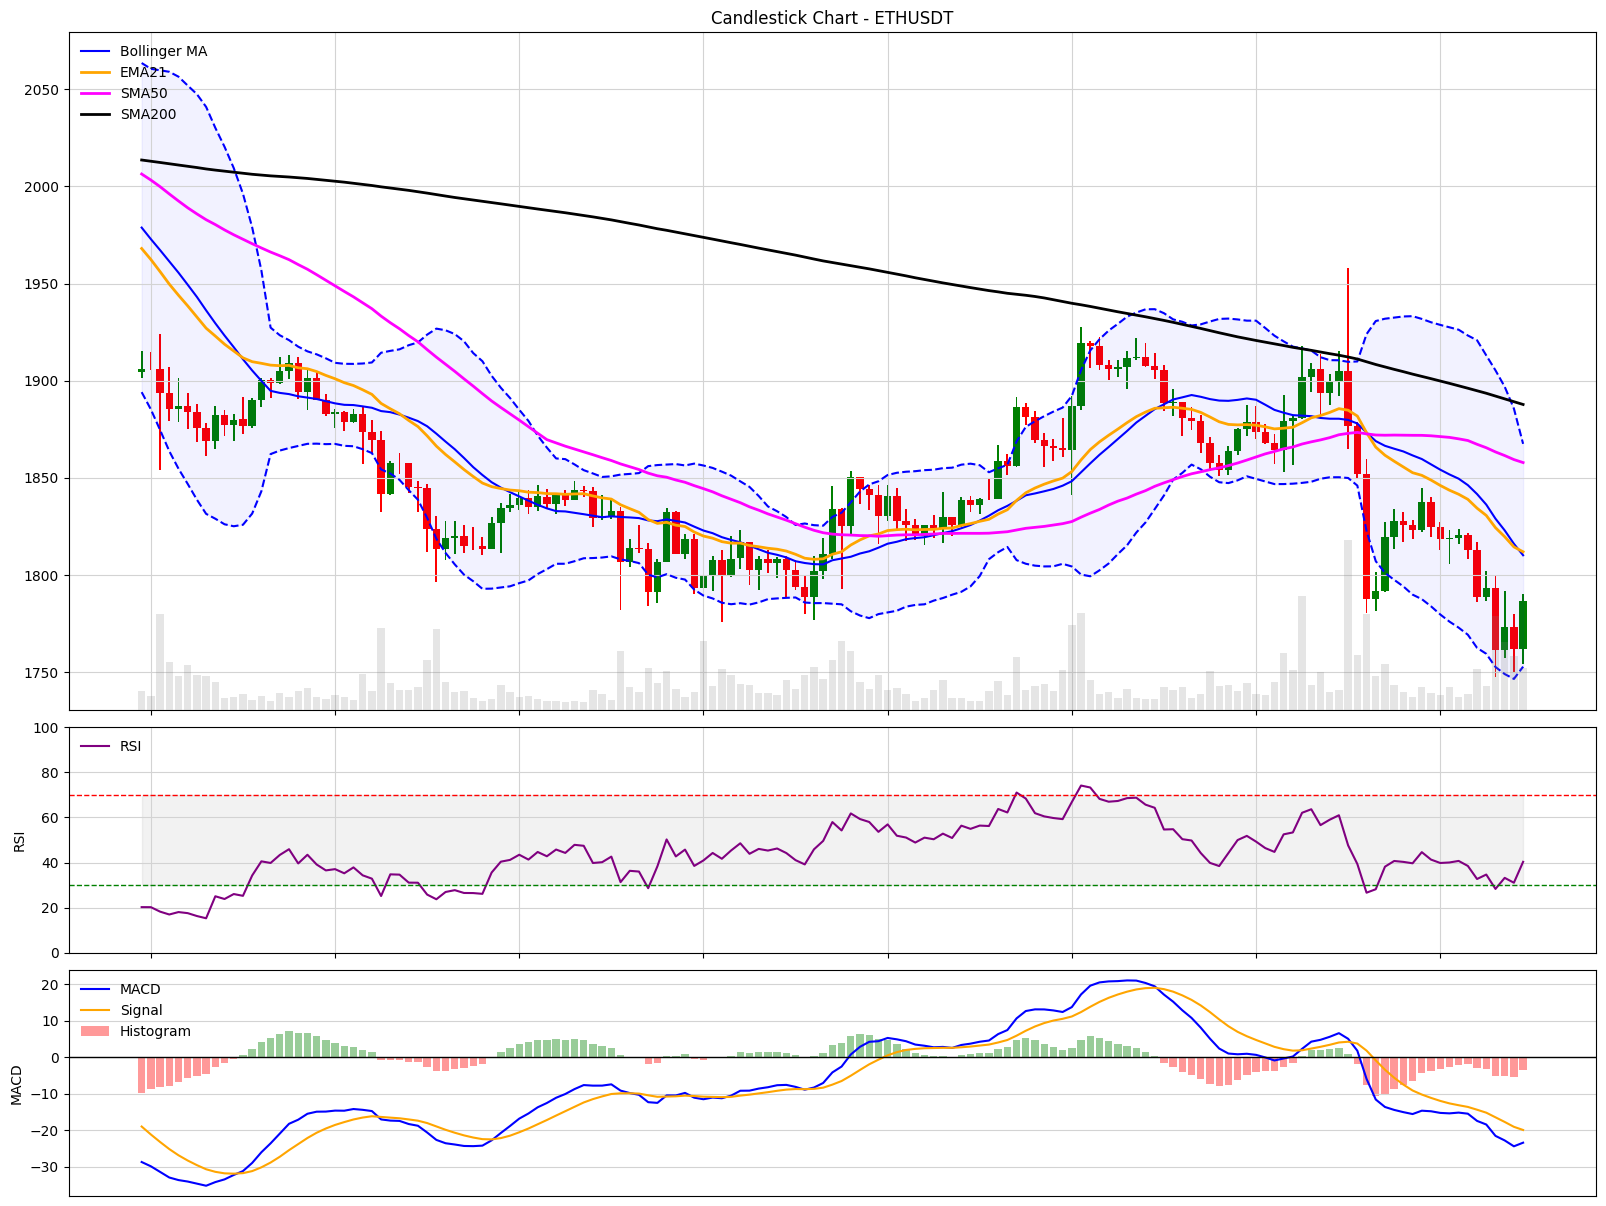 Candlestick Chart - ETHUSDT
Bollinger MA
EMA21
SMA50
SMA200
2050
2000
1950
1900
1850
1800
1750
RSI
100
80
60
40
20
0
RSI
MACD
Signal
Histogram
20
10
0
−10
−20
−30
MACD